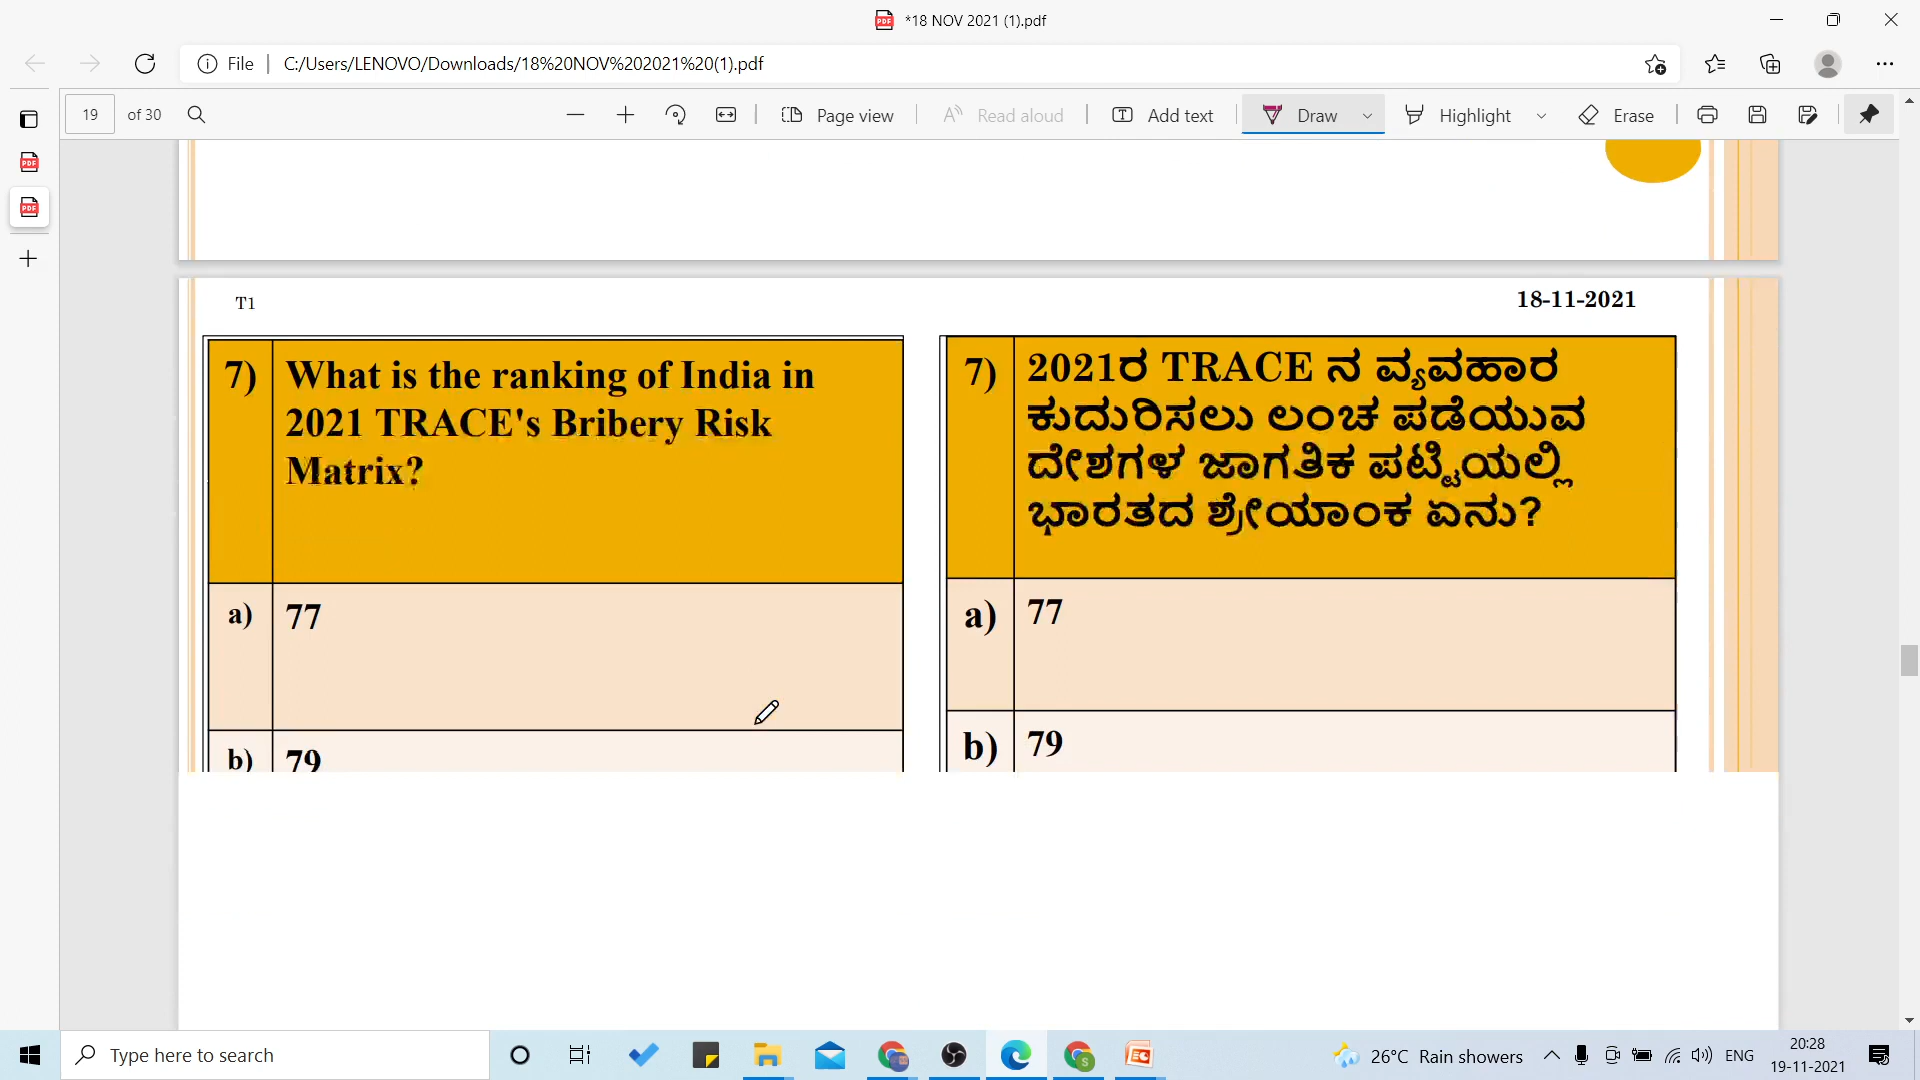 *18 NOV 2021 (1).pdf
File
C:/Users/LENOVO/Downloads/18%20NOV%202021%20(1).pdf
19 of 30
Page view
Read aloud
Add text
Draw
Highlight
Erase
T1
18-11-2021
7) What is the ranking of India in
2021 TRACE's Bribery Risk
Matrix?
a) 77
b) 79
7) 2021ರ TRACE ನ ವ್ಯವಹಾರ
ಕುದುರಿಸಲು ಲಂಚ ಪಡೆಯುವ
ದೇಶಗಳ ಜಾಗತಿಕ ಪಟ್ಟಿಯಲ್ಲಿ
ಭಾರತದ ಶ್ರೇಯಾಂಕ ಏನು?
a) 77
b) 79
Type here to search
26°C Rain showers
ENG
20:28
19-11-2021